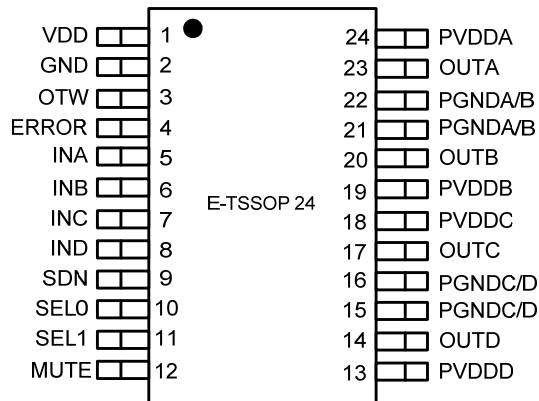 VDD 1 24 PVDDA
GND 2 23 OUTA
OTW 3 22 PGNDA/B
ERROR 4 21 PGNDA/B
INA 5 20 OUTB
INB 6 19 PVDDB
E-TSSOP 24
INC 7 18 PVDDC
IND 8 17 OUTC
SDN 9 16 PGNDC/D
SEL0 10 15 PGNDC/D
SEL1 11 14 OUTD
MUTE 12 13 PVDDD